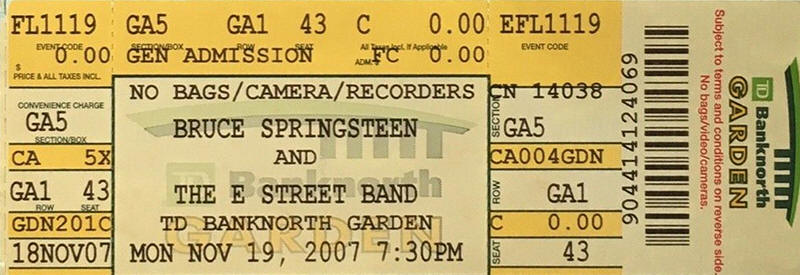 FL1119 GA5 GA1 43 C 0.00 EFL1119
EVENT CODE SECTION/BOX ROW SEAT All Taxes Incl. If Applicable EVENT CODE
$ 0.00 GEN ADMISSION ADM. FC 0.00
PRICE & ALL TAXES INCL.
NO BAGS/CAMERA/RECORDERS
CN 14038
CONVENIENCE CHARGE
GA5
SECTION/BOX
CA 5X
GA1 43
ROW SEAT
GDN201C
18NOV07
BRUCE SPRINGSTEEN
AND
THE E STREET BAND
TD BANKNORTH GARDEN
MON NOV 19, 2007 7:30PM
TD Banknorth
GARDEN
SECTION
GA5
CA004GDN
ROW
GA1
C 0.00
SEAT
43
904414124069
Subject to terms and conditions on reverse side.
No bags/video/cameras.
TD Banknorth
GARDEN